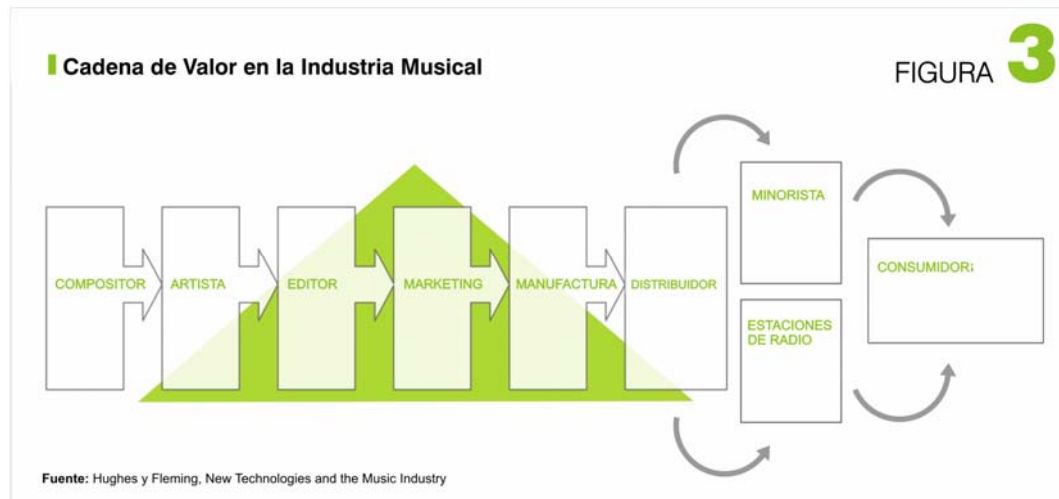 Cadena de Valor en la Industria Musical
FIGURA 3
COMPOSITOR
ARTISTA
EDITOR
MARKETING
MANUFACTURA
DISTRIBUIDOR
MINORISTA
ESTACIONES
DE RADIO
CONSUMIDOR:
Fuente: Hughes y Fleming, New Technologies and the Music Industry